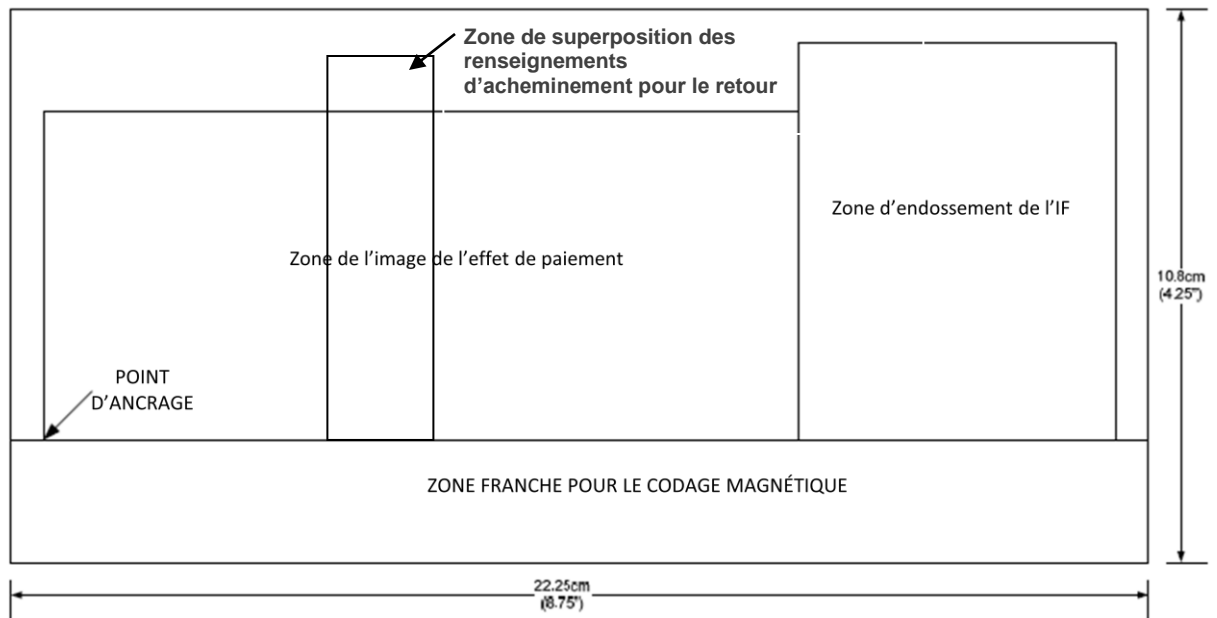 Zone de superposition des
renseignements
d’acheminement pour le retour
Zone d’endossement de l’IF
Zone de l’image de l’effet de paiement
10.8cm
(4.25")
POINT
D’ANCRAGE
ZONE FRANCHE POUR LE CODAGE MAGNÉTIQUE
22.25cm
(8.75")